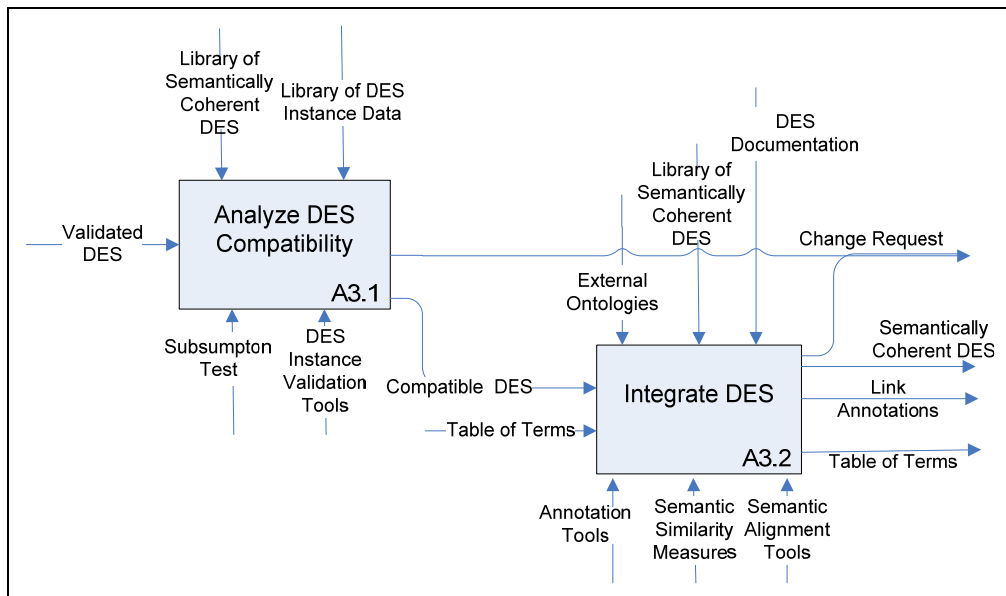 Library of
Semantically
Coherent
DES
Library of DES
Instance Data
DES
Documentation
Library of
Semantically
Coherent
DES
Analyze DES
Compatibility
A3.1
Validated
DES
Change Request
External
Ontologies
Subsumpton
Test
DES
Instance
Validation
Tools
Semantically
Coherent DES
Compatible DES
Integrate DES
A3.2
Link
Annotations
Table of Terms
Table of Terms
Annotation
Tools
Semantic
Similarity
Measures
Semantic
Alignment
Tools